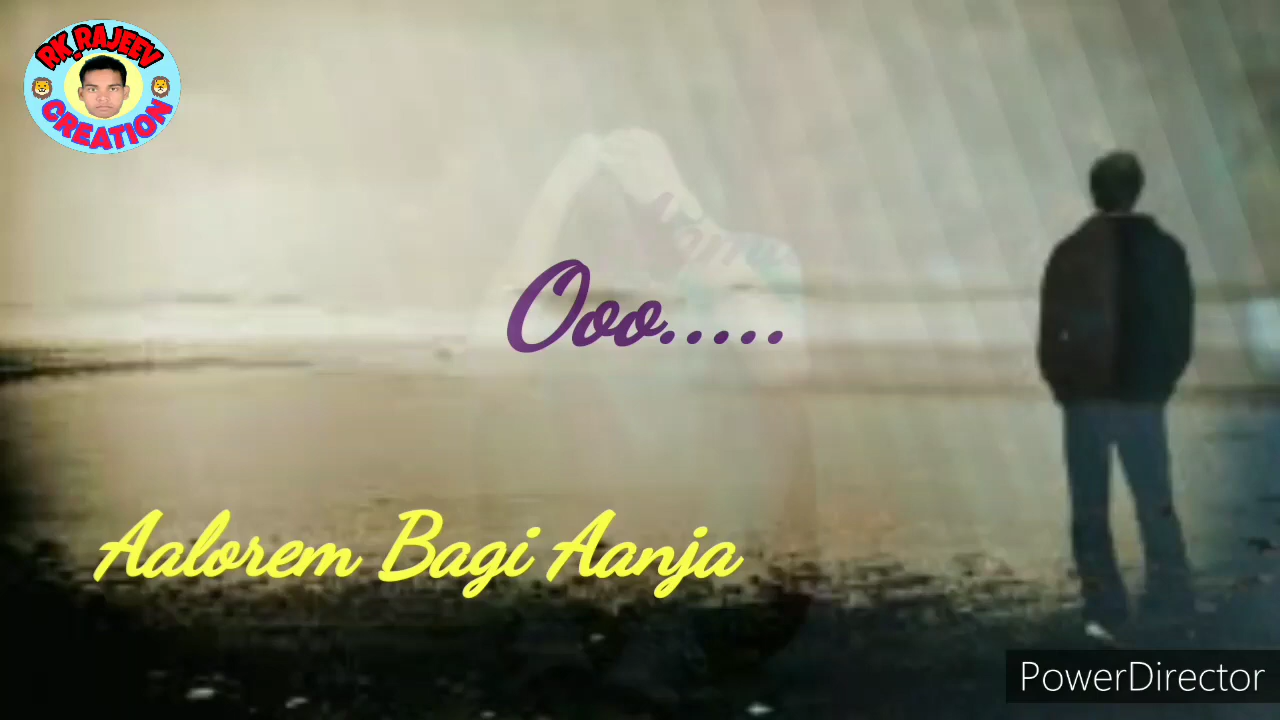 RK RAJEEV
CREATION
Ooo.....
Aalorem Bagi Aanja
PowerDirector